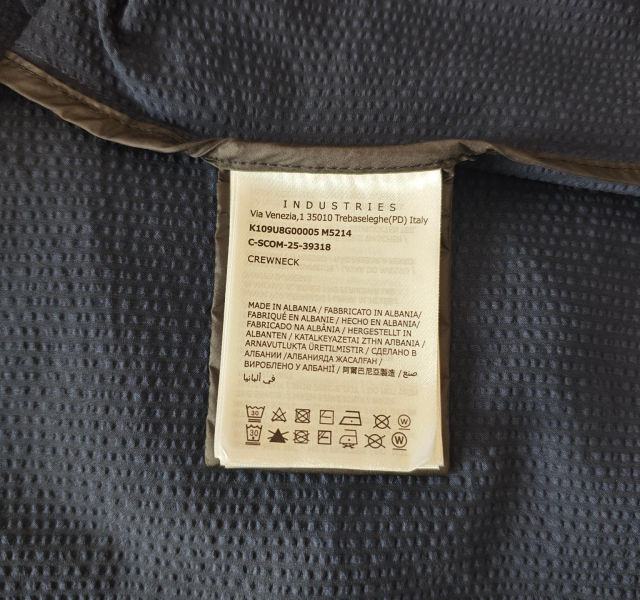 INDUSTRIES
Via Venezia,1 35010 Trebaseleghe(PD) Italy
K109U8G00005 M5214
C-SCOM-25-39318
CREWNECK
MADE IN ALBANIA / FABBRICATO IN ALBANIA/
FABRIQUÉ EN ALBANIE / HECHO EN ALBANIA/
FABRICADO NA ALBÂNIA / HERGESTELLT IN
ALBANIEN / ΚΑΤΑΣΚΕΥΑΖΕΤΑΙ ΣΤΗΝ ΑΛΒΑΝΙΑ /
ARNAVUTLUKTA ÜRETILMISTIR / СДЕЛАНО В
АЛБАНИИ /АЛБАНИЯДА ЖАСАЛҒАН/
ВИРОБЛЕНО У АЛБАНІЇ / 阿爾巴尼亞製造 / صنع
في ألبانيا
30 W
30 W